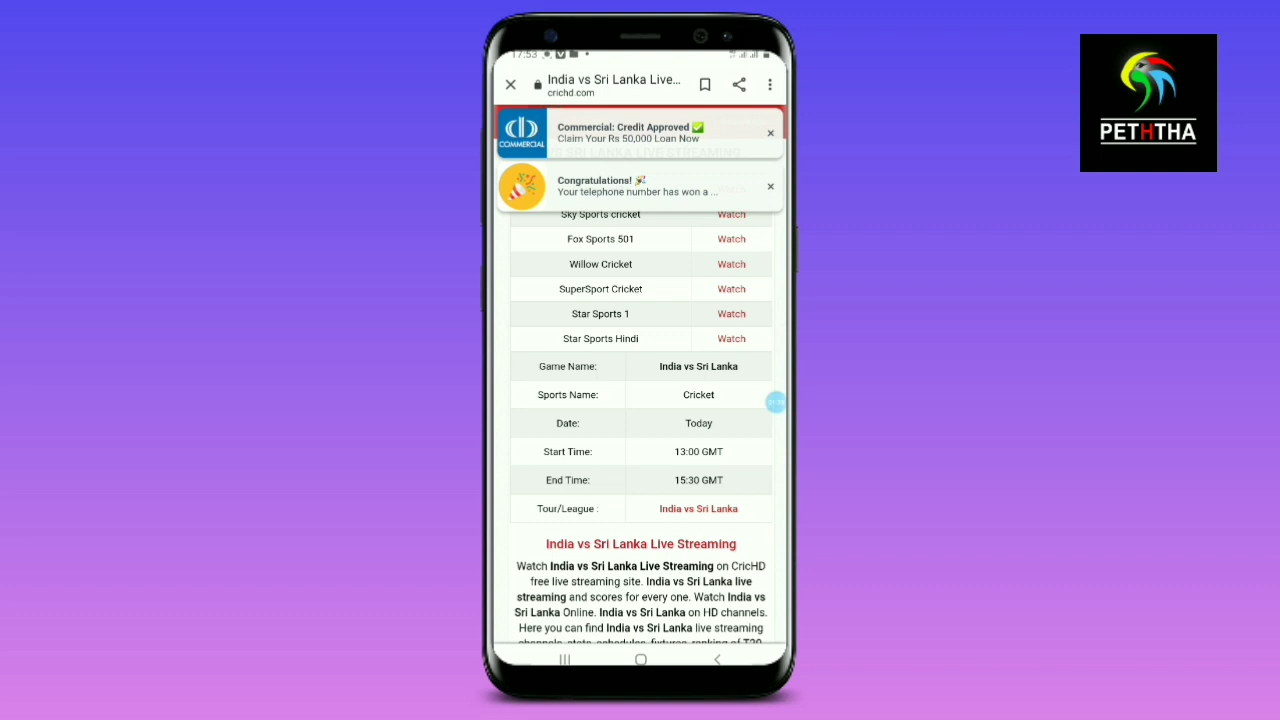 17:53
India vs Sri Lanka Live...
crichd.com
Commercial: Credit Approved ✅
Claim Your Rs 50,000 Loan Now
COMMERCIAL
VS SRI LANKA LIVE STREAMING
Congratulations! 🎉
Your telephone number has won a ...
Sky Sports cricket Watch
Fox Sports 501 Watch
Willow Cricket Watch
SuperSport Cricket Watch
Star Sports 1 Watch
Star Sports Hindi Watch
Game Name: India vs Sri Lanka
Sports Name: Cricket
Date: Today
Start Time: 13:00 GMT
End Time: 15:30 GMT
Tour/League : India vs Sri Lanka
India vs Sri Lanka Live Streaming
Watch India vs Sri Lanka Live Streaming on CricHD
free live streaming site. India vs Sri Lanka live
streaming and scores for every one. Watch India vs
Sri Lanka Online. India vs Sri Lanka on HD channels.
Here you can find India vs Sri Lanka live streaming
channels, stats, schedules, fixtures, ranking of T20,
PETHTHA